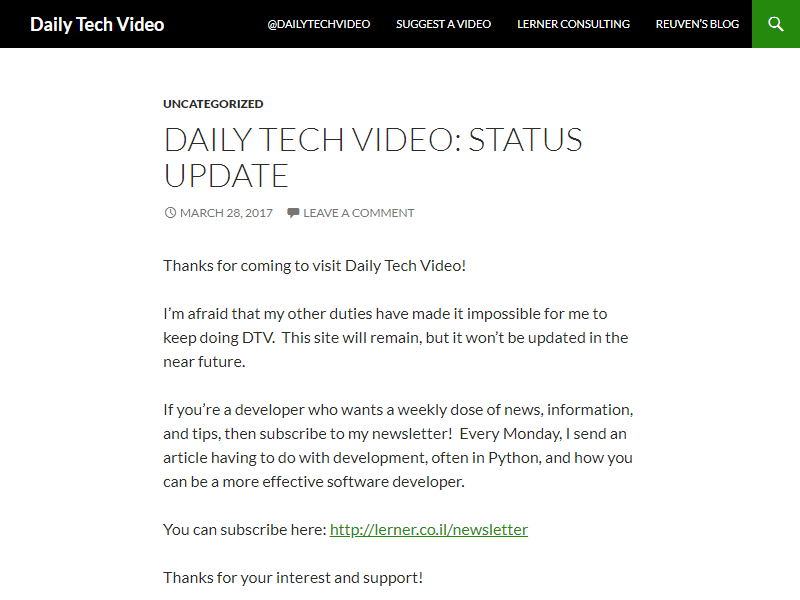 Daily Tech Video
@DAILYTECHVIDEO
SUGGEST A VIDEO
LERNER CONSULTING
REUVEN'S BLOG
UNCATEGORIZED
DAILY TECH VIDEO: STATUS
UPDATE
MARCH 28, 2017 LEAVE A COMMENT
Thanks for coming to visit Daily Tech Video!
I'm afraid that my other duties have made it impossible for me to
keep doing DTV.  This site will remain, but it won't be updated in the
near future.
If you're a developer who wants a weekly dose of news, information,
and tips, then subscribe to my newsletter!  Every Monday, I send an
article having to do with development, often in Python, and how you
can be a more effective software developer.
You can subscribe here: http://lerner.co.il/newsletter
Thanks for your interest and support!